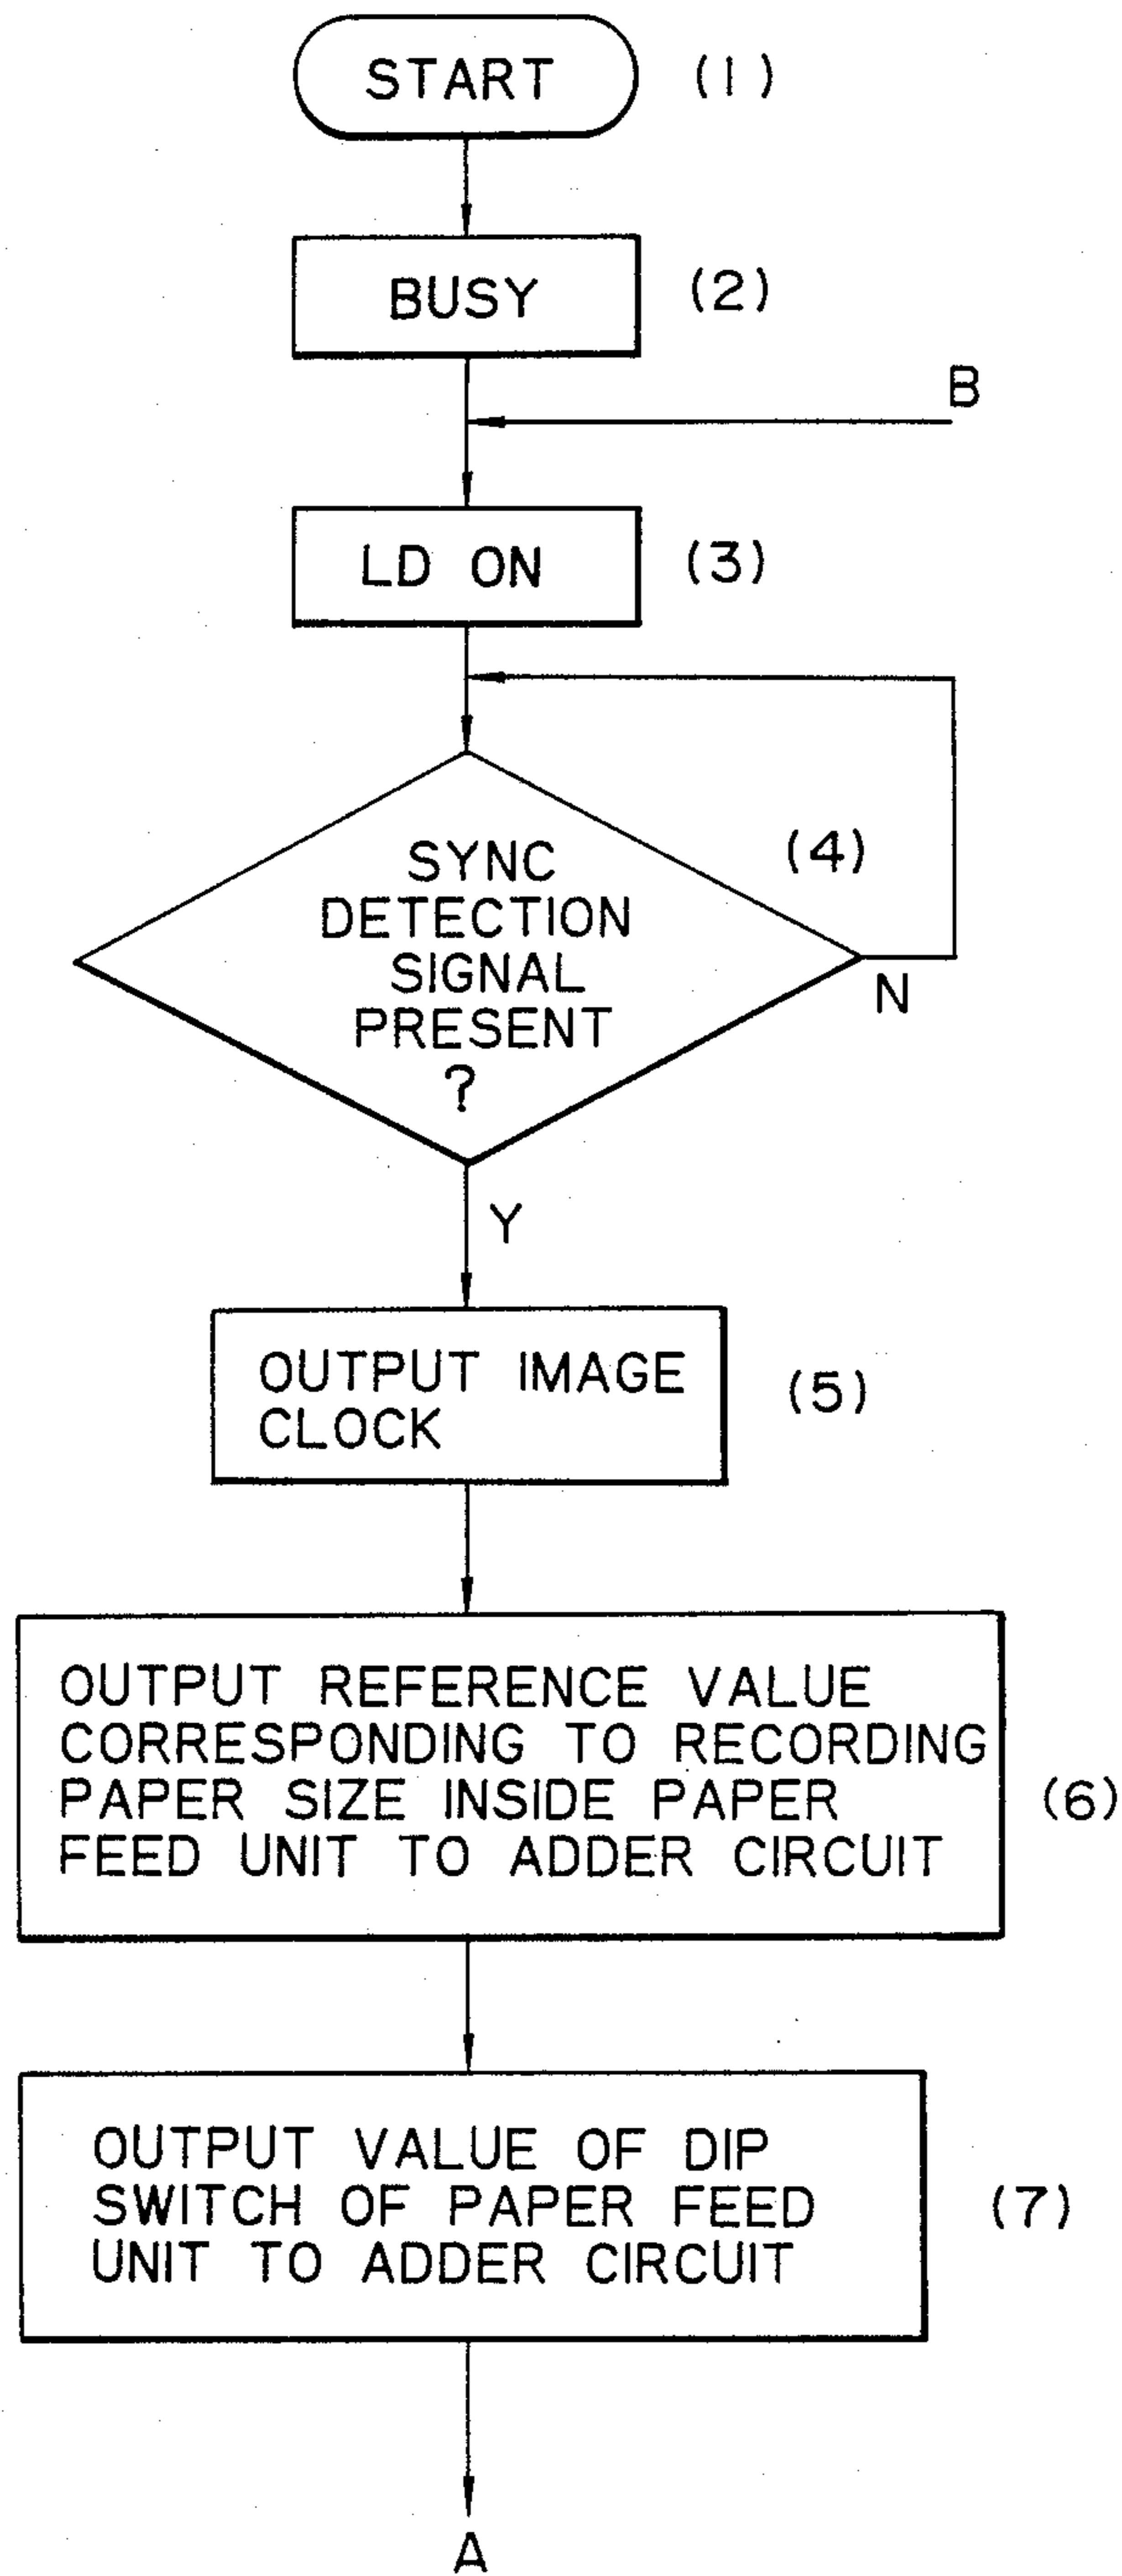 START (1)
BUSY (2)
B
LD ON (3)
(4)
SYNC
DETECTION
SIGNAL
PRESENT
?
N
Y
OUTPUT IMAGE
CLOCK
(5)
OUTPUT REFERENCE VALUE
CORRESPONDING TO RECORDING
PAPER SIZE INSIDE PAPER
FEED UNIT TO ADDER CIRCUIT
(6)
OUTPUT VALUE OF DIP
SWITCH OF PAPER FEED
UNIT TO ADDER CIRCUIT
(7)
A